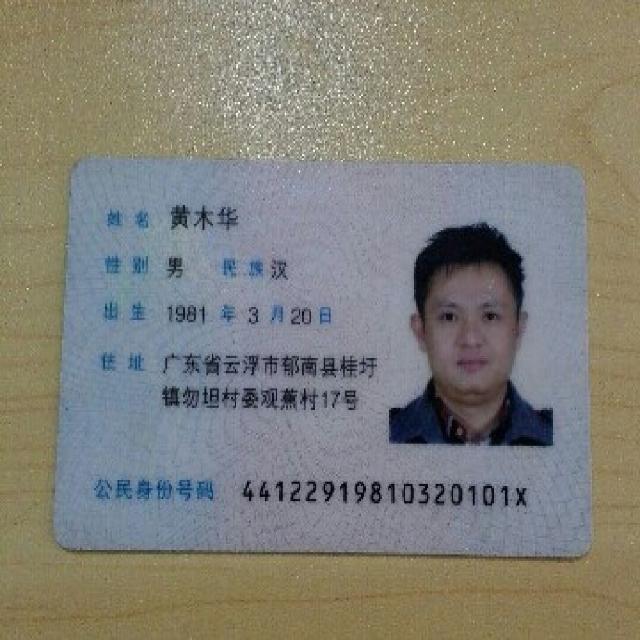 姓名 黄木华
性别 男 民族 汉
出生 1981 年 3 月 20 日
住址 广东省云浮市郁南县桂圩
镇勿坦村委观蕉村17号
公民身份号码 44122919810320101X